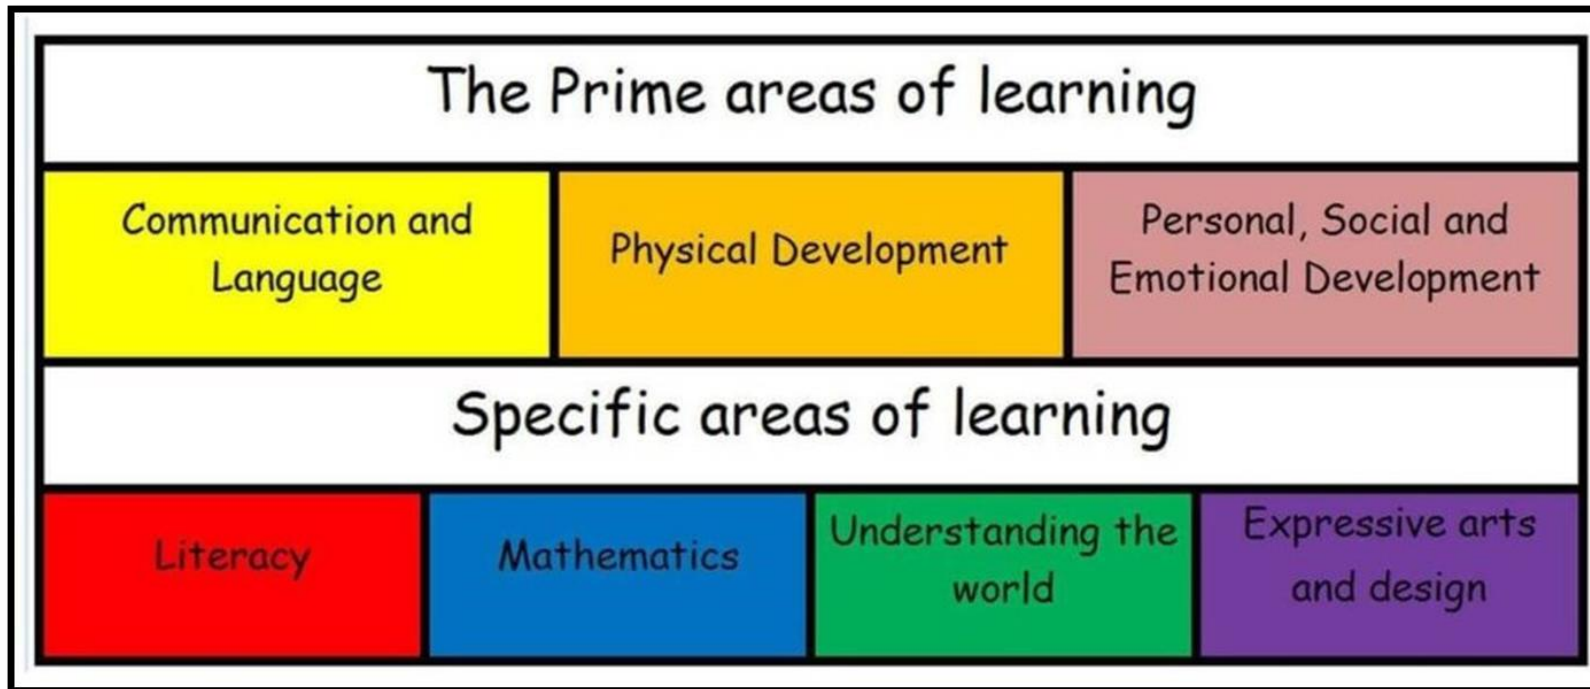 The Prime areas of learning
Communication and
Language
Physical Development
Personal, Social and
Emotional Development
Specific areas of learning
Literacy
Mathematics
Understanding the
world
Expressive arts
and design